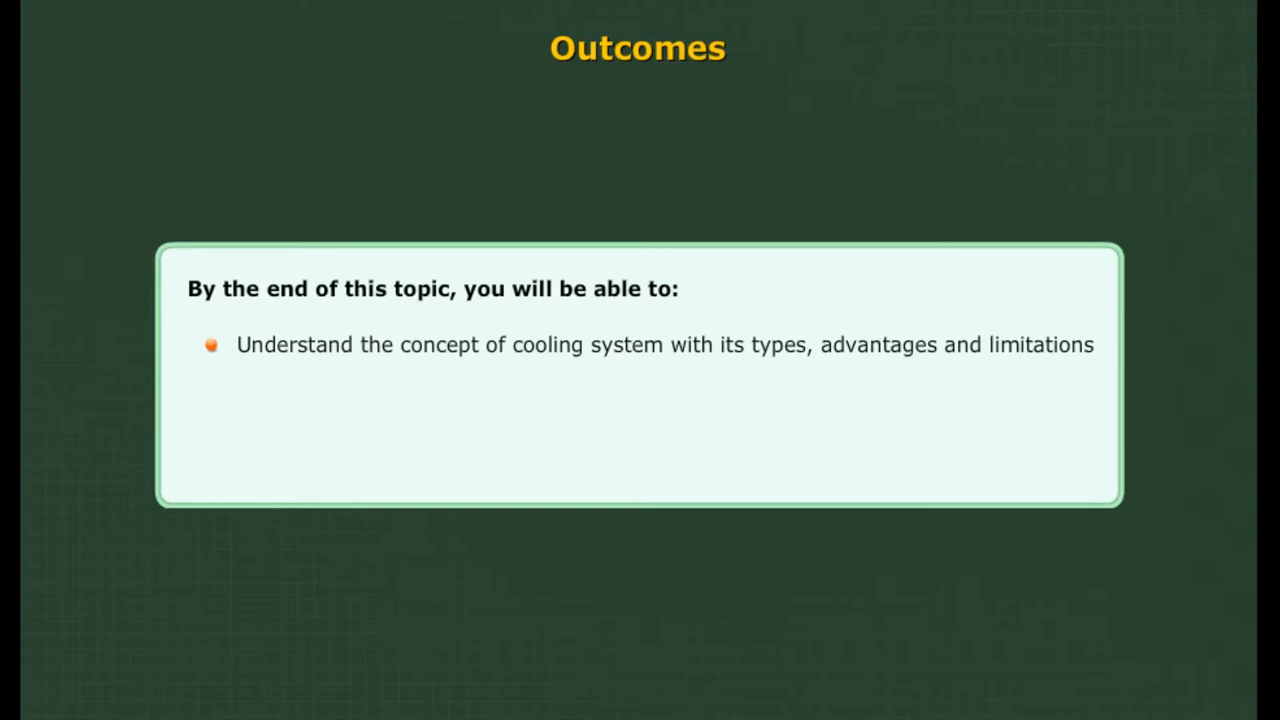 Outcomes
By the end of this topic, you will be able to:
Understand the concept of cooling system with its types, advantages and limitations